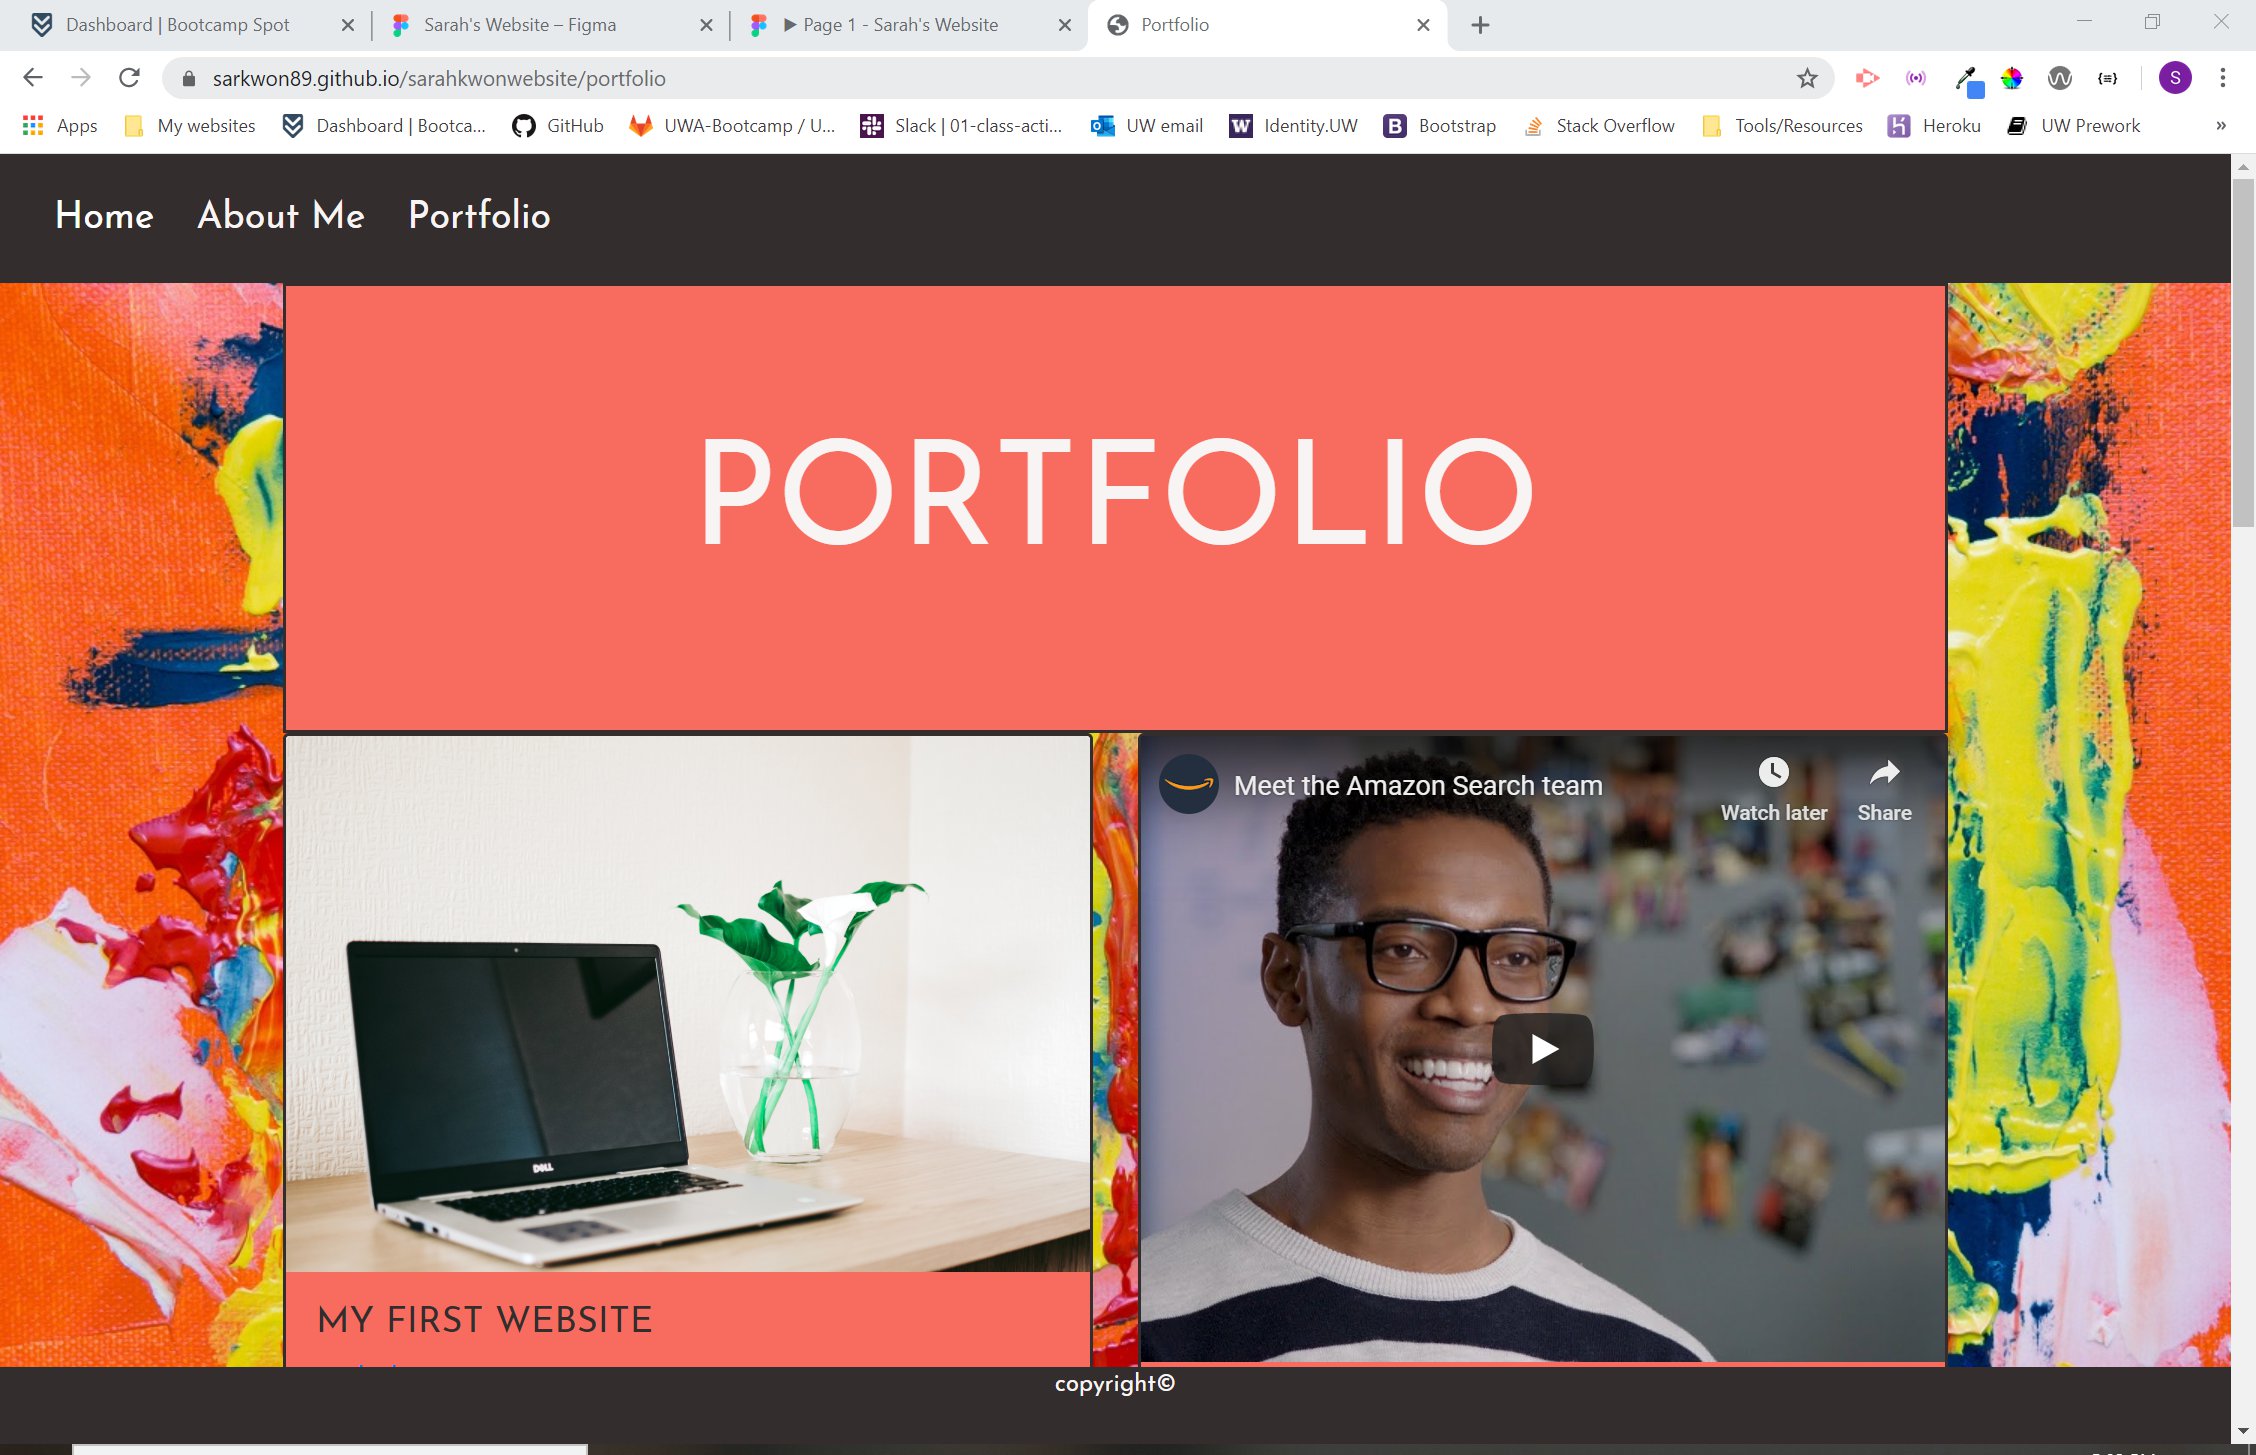 Dashboard | Bootcamp Spot
Sarah's Website – Figma
▶ Page 1 - Sarah's Website
Portfolio
sarkwon89.github.io/sarahkwonwebsite/portfolio
S
Apps
My websites
Dashboard | Bootca...
GitHub
UWA-Bootcamp / U...
Slack | 01-class-acti...
UW email
Identity.UW
Bootstrap
Stack Overflow
Tools/Resources
Heroku
UW Prework
»
Home
About Me
Portfolio
PORTFOLIO
Meet the Amazon Search team
Watch later
Share
DELL
MY FIRST WEBSITE
copyright©